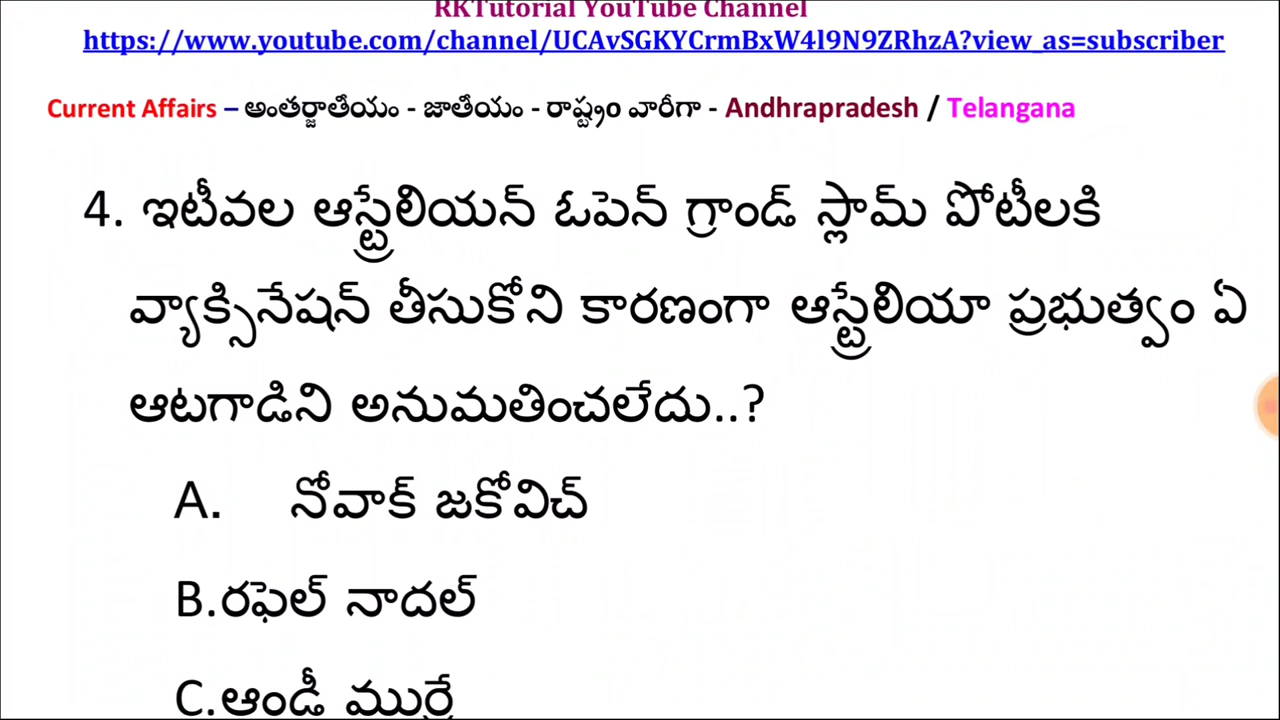 RKTutorial YouTube Channel
https://www.youtube.com/channel/UCAvSGKYCrmBxW4l9N9ZRhzA?view_as=subscriber
Current Affairs – అంతర్జాతీయం - జాతీయం - రాష్ట్రం వారీగా - Andhrapradesh / Telangana
4. ఇటీవల ఆస్ట్రేలియన్ ఓపెన్ గ్రాండ్ స్లామ్ పోటీలకి
వ్యాక్సినేషన్ తీసుకోని కారణంగా ఆస్ట్రేలియా ప్రభుత్వం ఏ
ఆటగాడిని అనుమతించలేదు..?
A. నోవాక్ జకోవిచ్
B.రఫెల్ నాదల్
C.ఆండీ ముర్రే